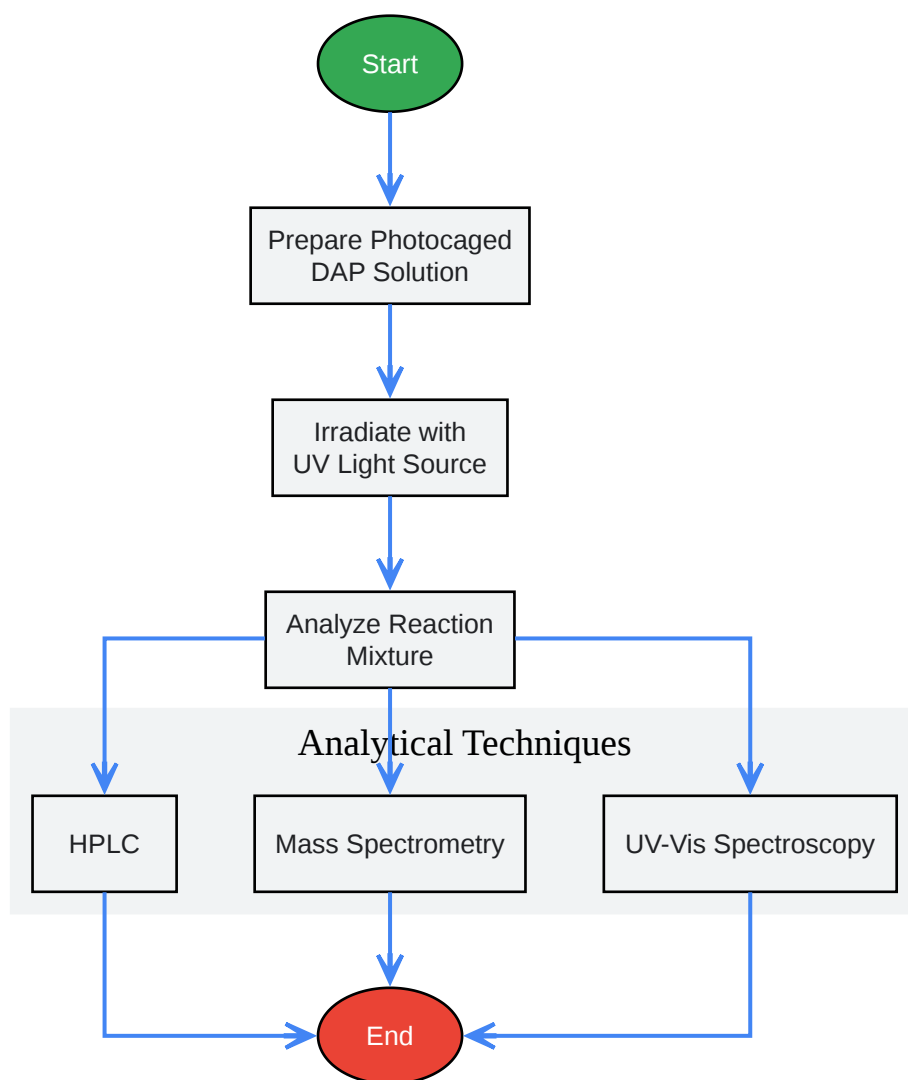 Start
Prepare Photocaged
DAP Solution
Irradiate with
UV Light Source
Analyze Reaction
Mixture
Analytical Techniques
HPLC
Mass Spectrometry
UV-Vis Spectroscopy
End